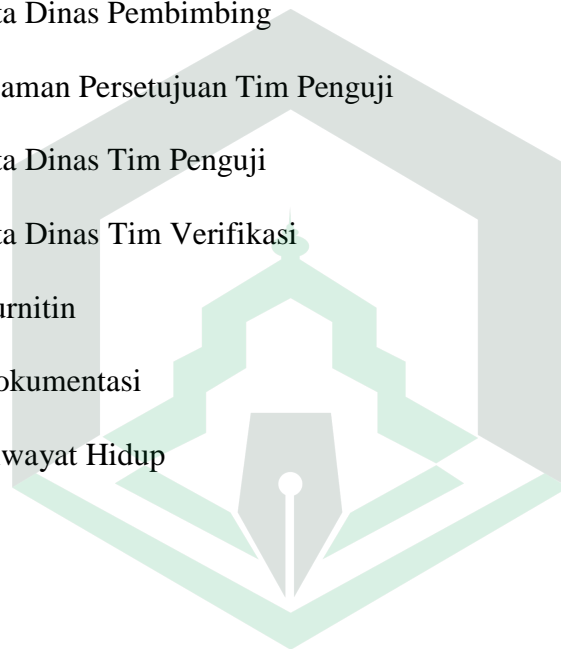 ta Dinas Pembimbing
aman Persetujuan Tim Penguji
ta Dinas Tim Penguji
ta Dinas Tim Verifikasi
urnitin
okumentasi
wayat Hidup